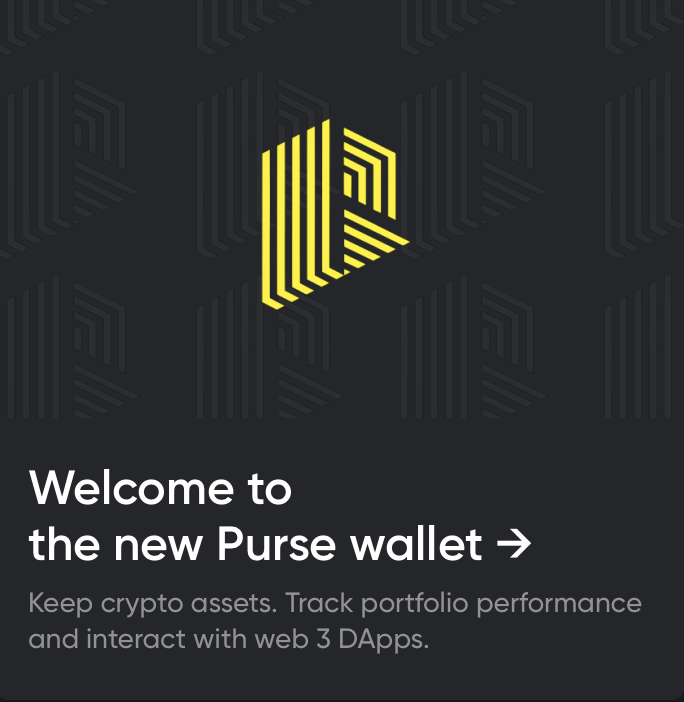 Welcome to
the new Purse wallet →
Keep crypto assets. Track portfolio performance
and interact with web 3 DApps.